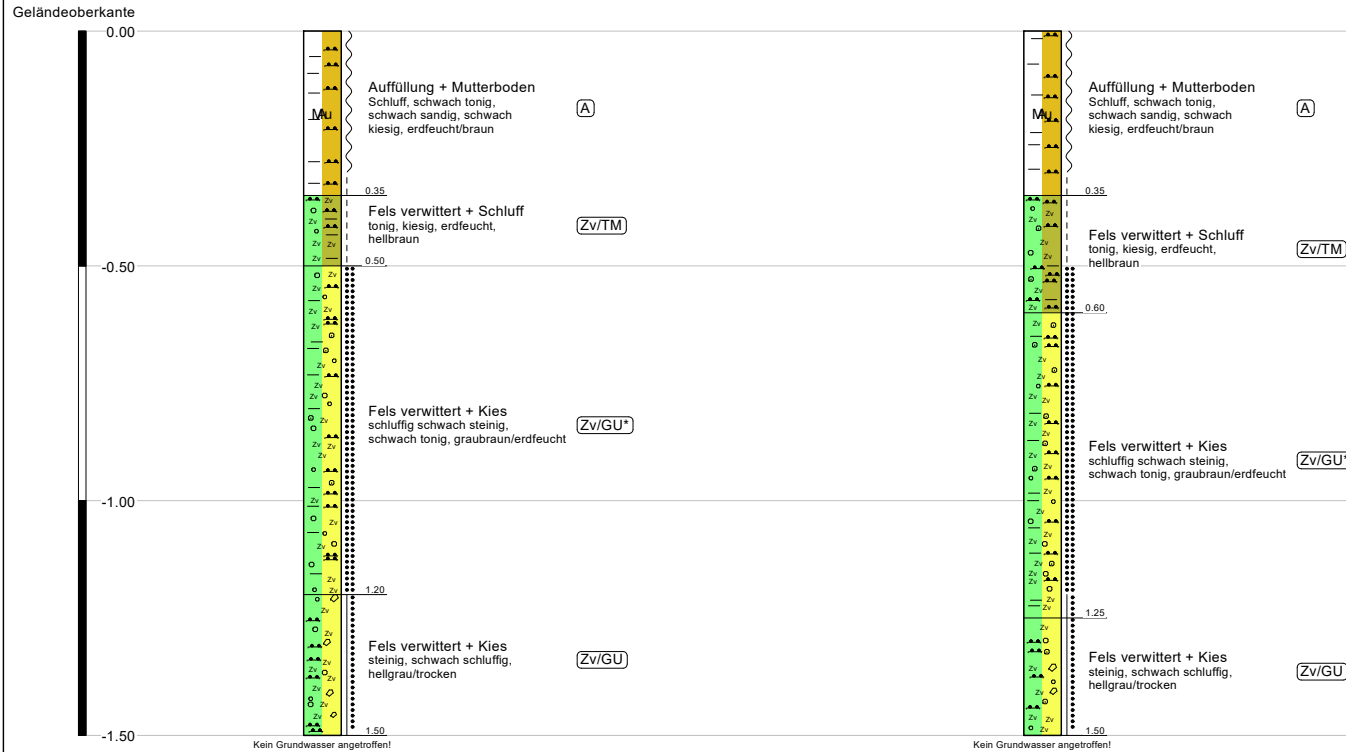 Geländeoberkante
0.00
Mu
Auffüllung + Mutterboden
Schluff, schwach tonig,
schwach sandig, schwach
kiesig, erdfeucht/braun
A
0.35
Fels verwittert + Schluff
tonig, kiesig, erdfeucht,
hellbraun
Zv/TM
0.50
-0.50
Fels verwittert + Kies
schluffig schwach steinig,
schwach tonig, graubraun/erdfeucht
Zv/GU*
-1.00
1.20
Fels verwittert + Kies
steinig, schwach schluffig,
hellgrau/trocken
Zv/GU
1.50
-1.50
Kein Grundwasser angetroffen!
Mu
Auffüllung + Mutterboden
Schluff, schwach tonig,
schwach sandig, schwach
kiesig, erdfeucht/braun
A
0.35
Fels verwittert + Schluff
tonig, kiesig, erdfeucht,
hellbraun
Zv/TM
0.60
Fels verwittert + Kies
schluffig schwach steinig,
schwach tonig, graubraun/erdfeucht
Zv/GU*
1.25
Fels verwittert + Kies
steinig, schwach schluffig,
hellgrau/trocken
Zv/GU
1.50
Kein Grundwasser angetroffen!